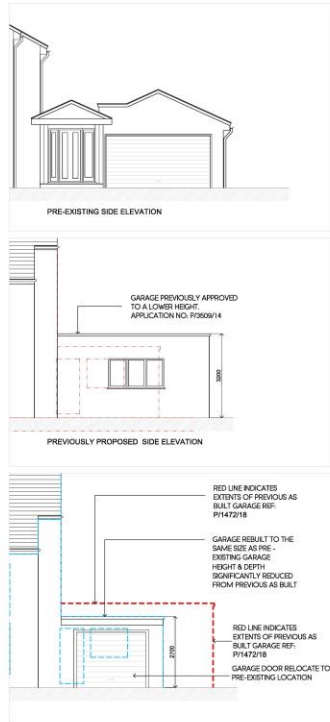 PRE-EXISTING SIDE ELEVATION
GARAGE PREVIOUSLY APPROVED
TO A LOWER HEIGHT.
APPLICATION NO: P/3609/14
3200
PREVIOUSLY PROPOSED SIDE ELEVATION
RED LINE INDICATES
EXTENTS OF PREVIOUS AS
BUILT GARAGE REF:
P/1472/18
GARAGE REBUILT TO THE
SAME SIZE AS PRE -
EXISTING GARAGE
HEIGHT & DEPTH
SIGNIFICANTLY REDUCED
FROM PREVIOUS AS BUILT
RED LINE INDICATES
EXTENTS OF PREVIOUS AS
BUILT GARAGE REF:
P/1472/18
2700
GARAGE DOOR RELOCATE TO
PRE-EXISTING LOCATION